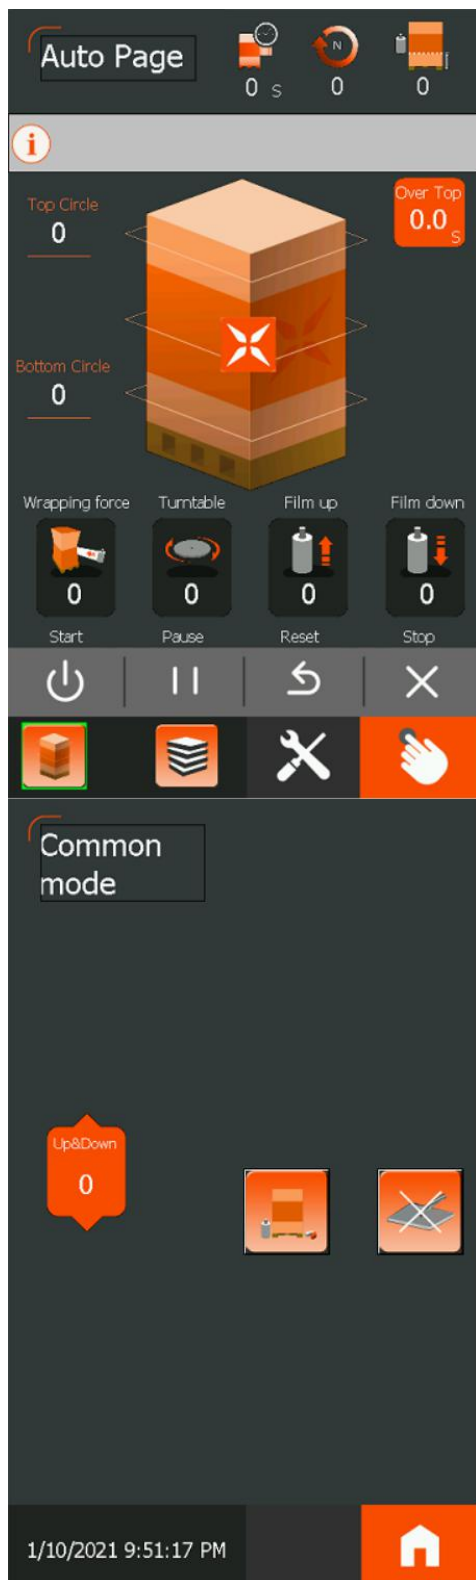 Auto Page
0 S
N
0
0
i
Top Circle
0
Over Top
0.0
S
Bottom Circle
0
Wrapping force
Turntable
Film up
Film down
0
0
0
0
Start
Pause
Reset
Stop
Common
mode
Up&Down
0
1/10/2021 9:51:17 PM